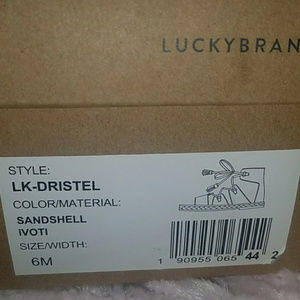 LUCKYBRAN
STYLE:
LK-DRISTEL
COLOR/MATERIAL:
SANDSHELL
IVOTI
SIZE/WIDTH:
6M
1 90955 065 44 2